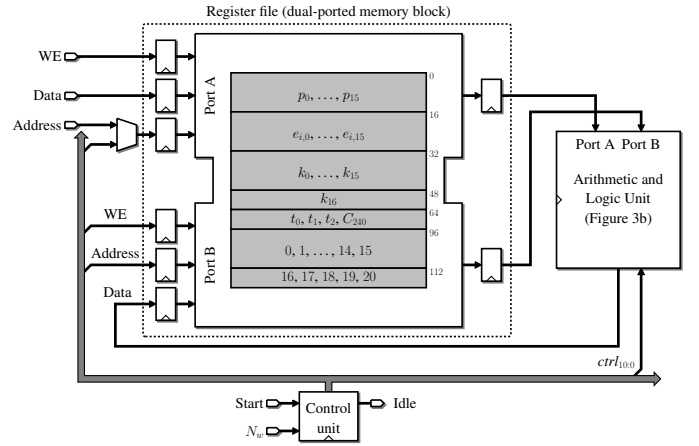 Register file (dual-ported memory block)
WE
Data
Address
Port A
0
p0, . . . , p15
16
ei,0, . . . , ei,15
32
k0, . . . , k15
48
k16
64
t0, t1, t2, C240
96
0, 1, . . . , 14, 15
112
16, 17, 18, 19, 20
Port B
WE
Address
Data
Port A Port B
Arithmetic and
Logic Unit
(Figure 3b)
ctrl10:0
Start
Nw
Control
unit
Idle